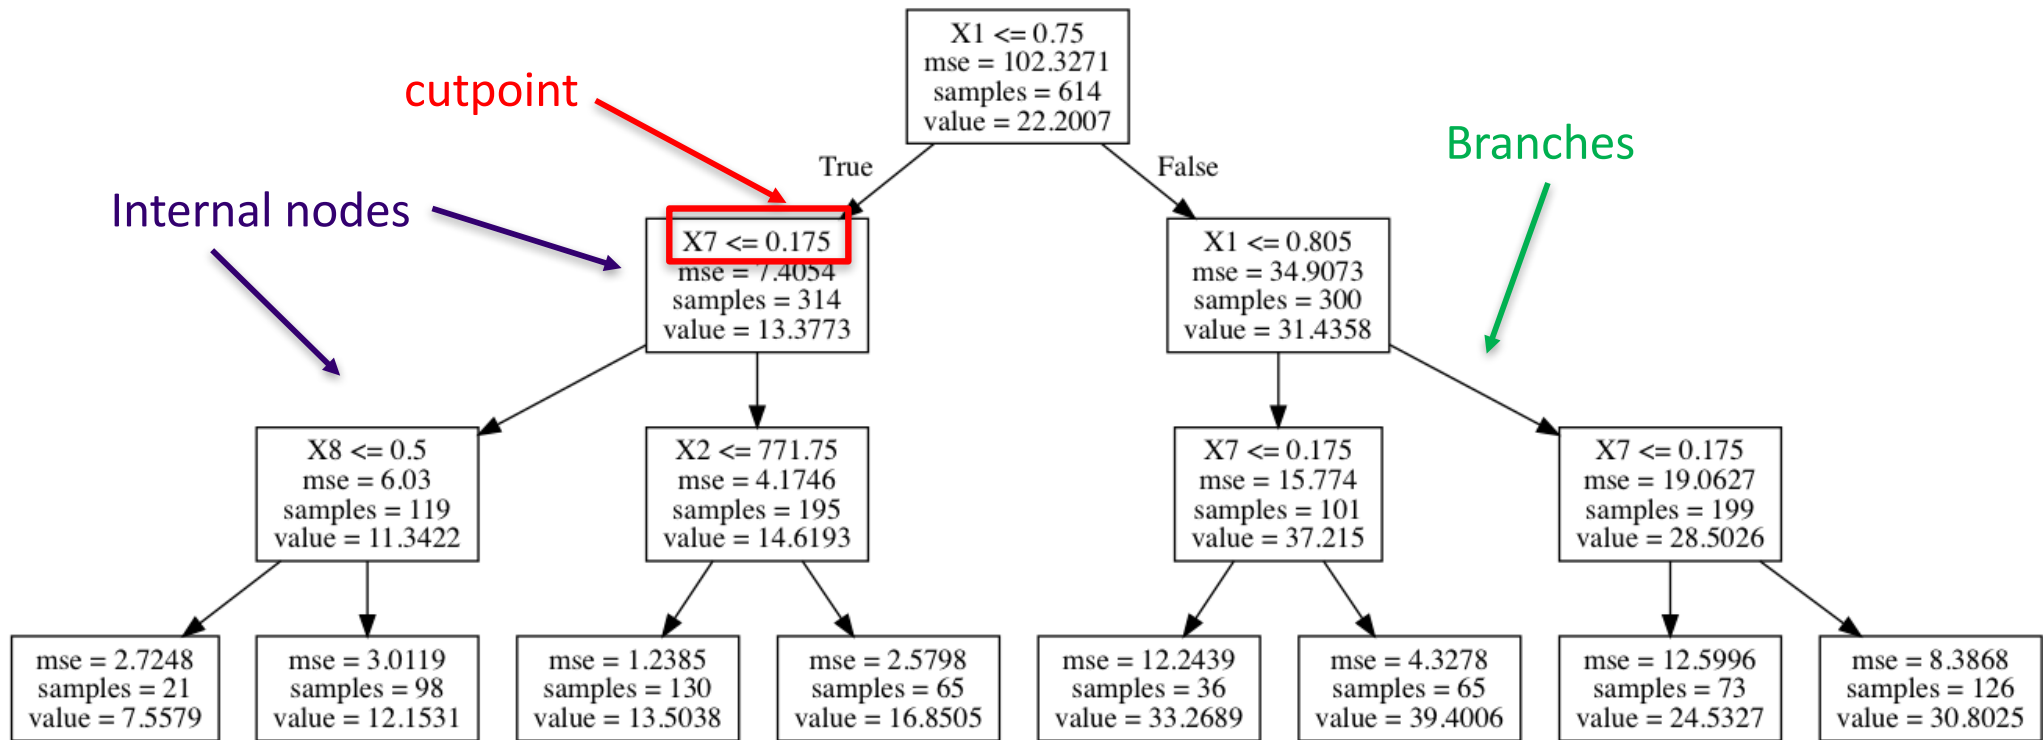 X1 <= 0.75
mse = 102.3271
samples = 614
value = 22.2007
cutpoint
Branches
True
False
Internal nodes
X7 <= 0.175
mse = 7.4054
samples = 314
value = 13.3773
X1 <= 0.805
mse = 34.9073
samples = 300
value = 31.4358
X8 <= 0.5
mse = 6.03
samples = 119
value = 11.3422
X2 <= 771.75
mse = 4.1746
samples = 195
value = 14.6193
X7 <= 0.175
mse = 15.774
samples = 101
value = 37.215
X7 <= 0.175
mse = 19.0627
samples = 199
value = 28.5026
mse = 2.7248
samples = 21
value = 7.5579
mse = 3.0119
samples = 98
value = 12.1531
mse = 1.2385
samples = 130
value = 13.5038
mse = 2.5798
samples = 65
value = 16.8505
mse = 12.2439
samples = 36
value = 33.2689
mse = 4.3278
samples = 65
value = 39.4006
mse = 12.5996
samples = 73
value = 24.5327
mse = 8.3868
samples = 126
value = 30.8025